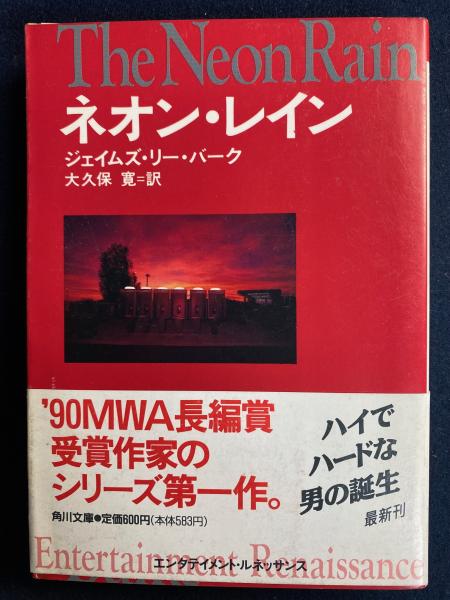 The Neon Rain
ネオン・レイン
ジェイムズ・リー・バーク
大久保 寛=訳
'90MWA長編賞
受賞作家の
シリーズ第一作。
角川文庫●定価600円(本体583円)
ハイで
ハードな
男の誕生
最新刊
Entertainment Renaissance
エンタテイメント・ルネッサンス